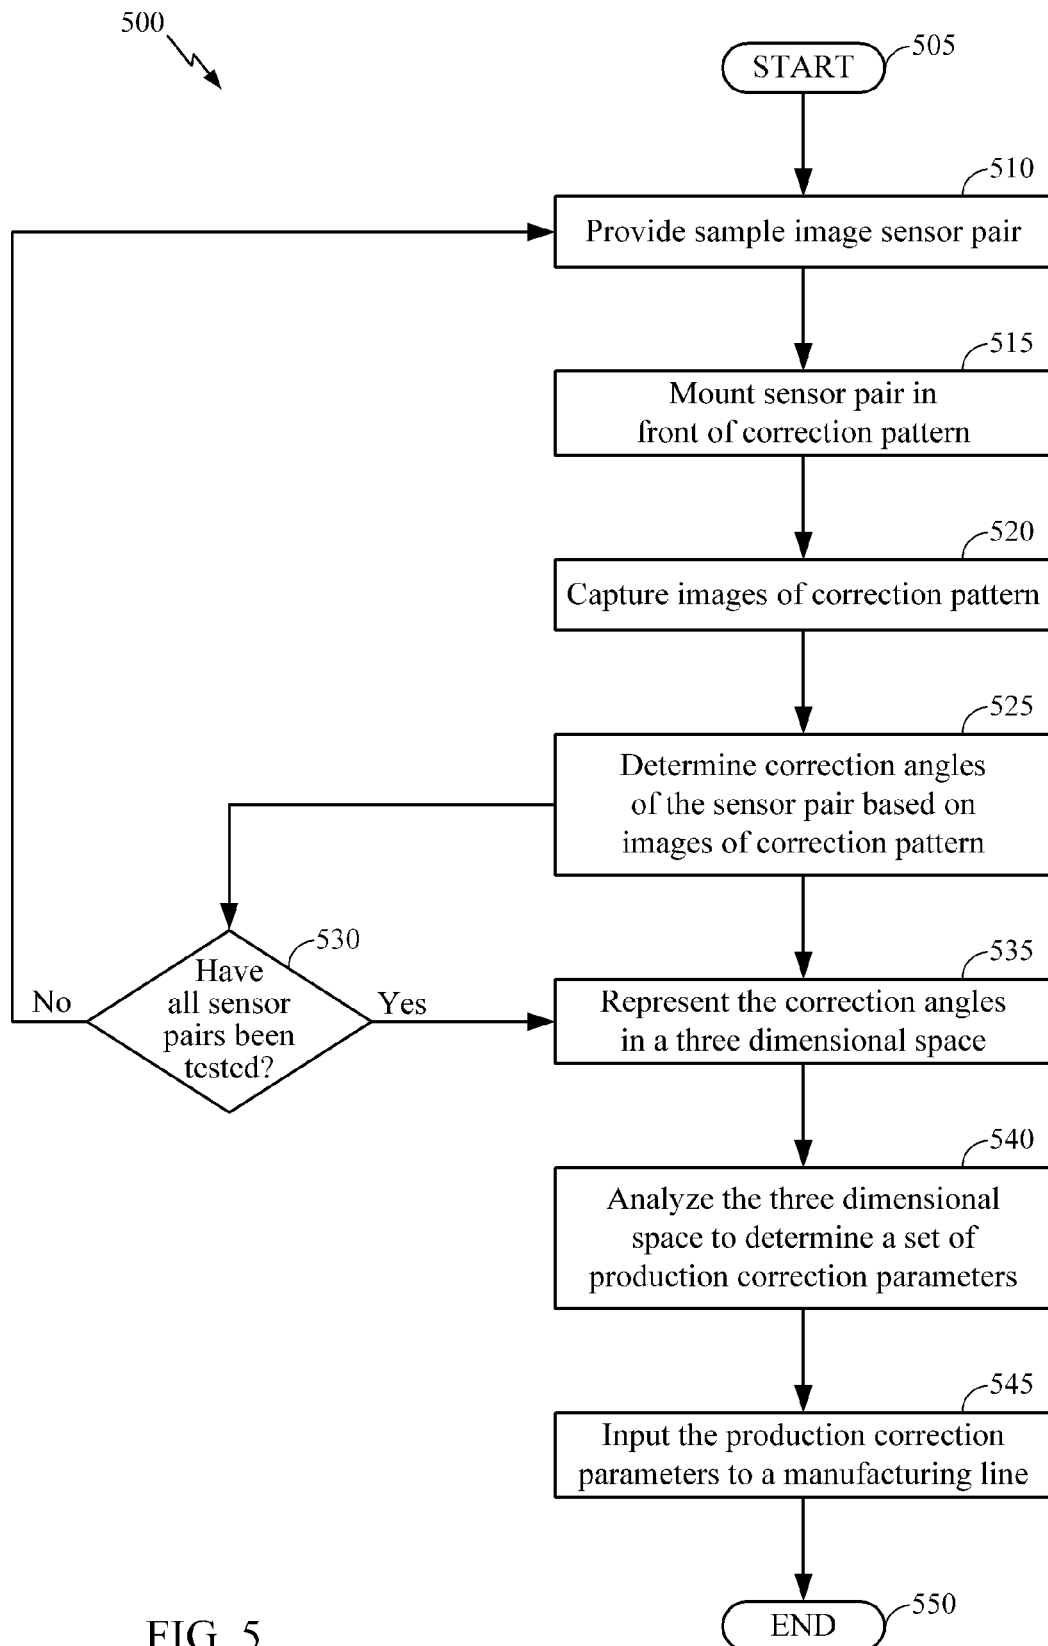 500
START
505
510
Provide sample image sensor pair
515
Mount sensor pair in
front of correction pattern
520
Capture images of correction pattern
525
Determine correction angles
of the sensor pair based on
images of correction pattern
530
Have
all sensor
pairs been
tested?
No
Yes
535
Represent the correction angles
in a three dimensional space
540
Analyze the three dimensional
space to determine a set of
production correction parameters
545
Input the production correction
parameters to a manufacturing line
END
550
FIG. 5